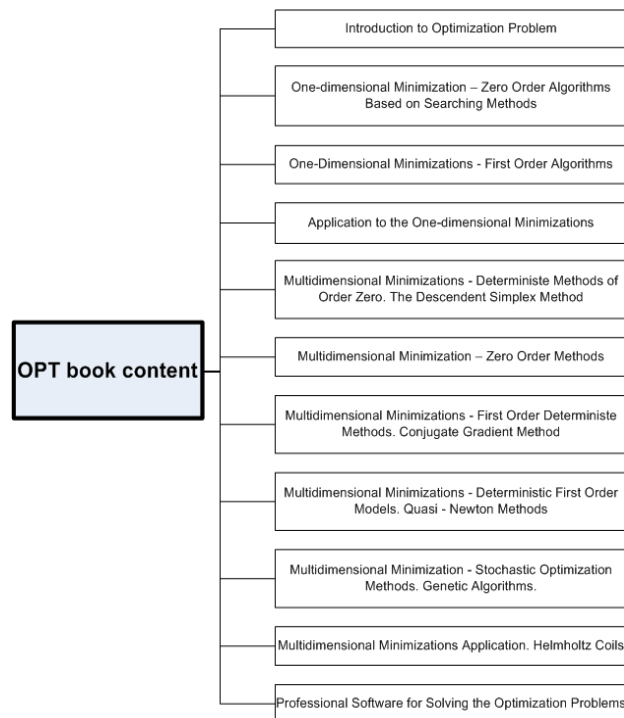 Introduction to Optimization Problem
One-dimensional Minimization – Zero Order Algorithms
Based on Searching Methods
One-Dimensional Minimizations - First Order Algorithms
Application to the One-dimensional Minimizations
Multidimensional Minimizations - Deterministe Methods of
Order Zero. The Descendent Simplex Method
OPT book content
Multidimensional Minimization – Zero Order Methods
Multidimensional Minimizations - First Order Deterministe
Methods. Conjugate Gradient Method
Multidimensional Minimizations - Deterministic First Order
Models. Quasi - Newton Methods
Multidimensional Minimization - Stochastic Optimization
Methods. Genetic Algorithms.
Multidimensional Minimizations Application. Helmholtz Coils
Professional Software for Solving the Optimization Problems